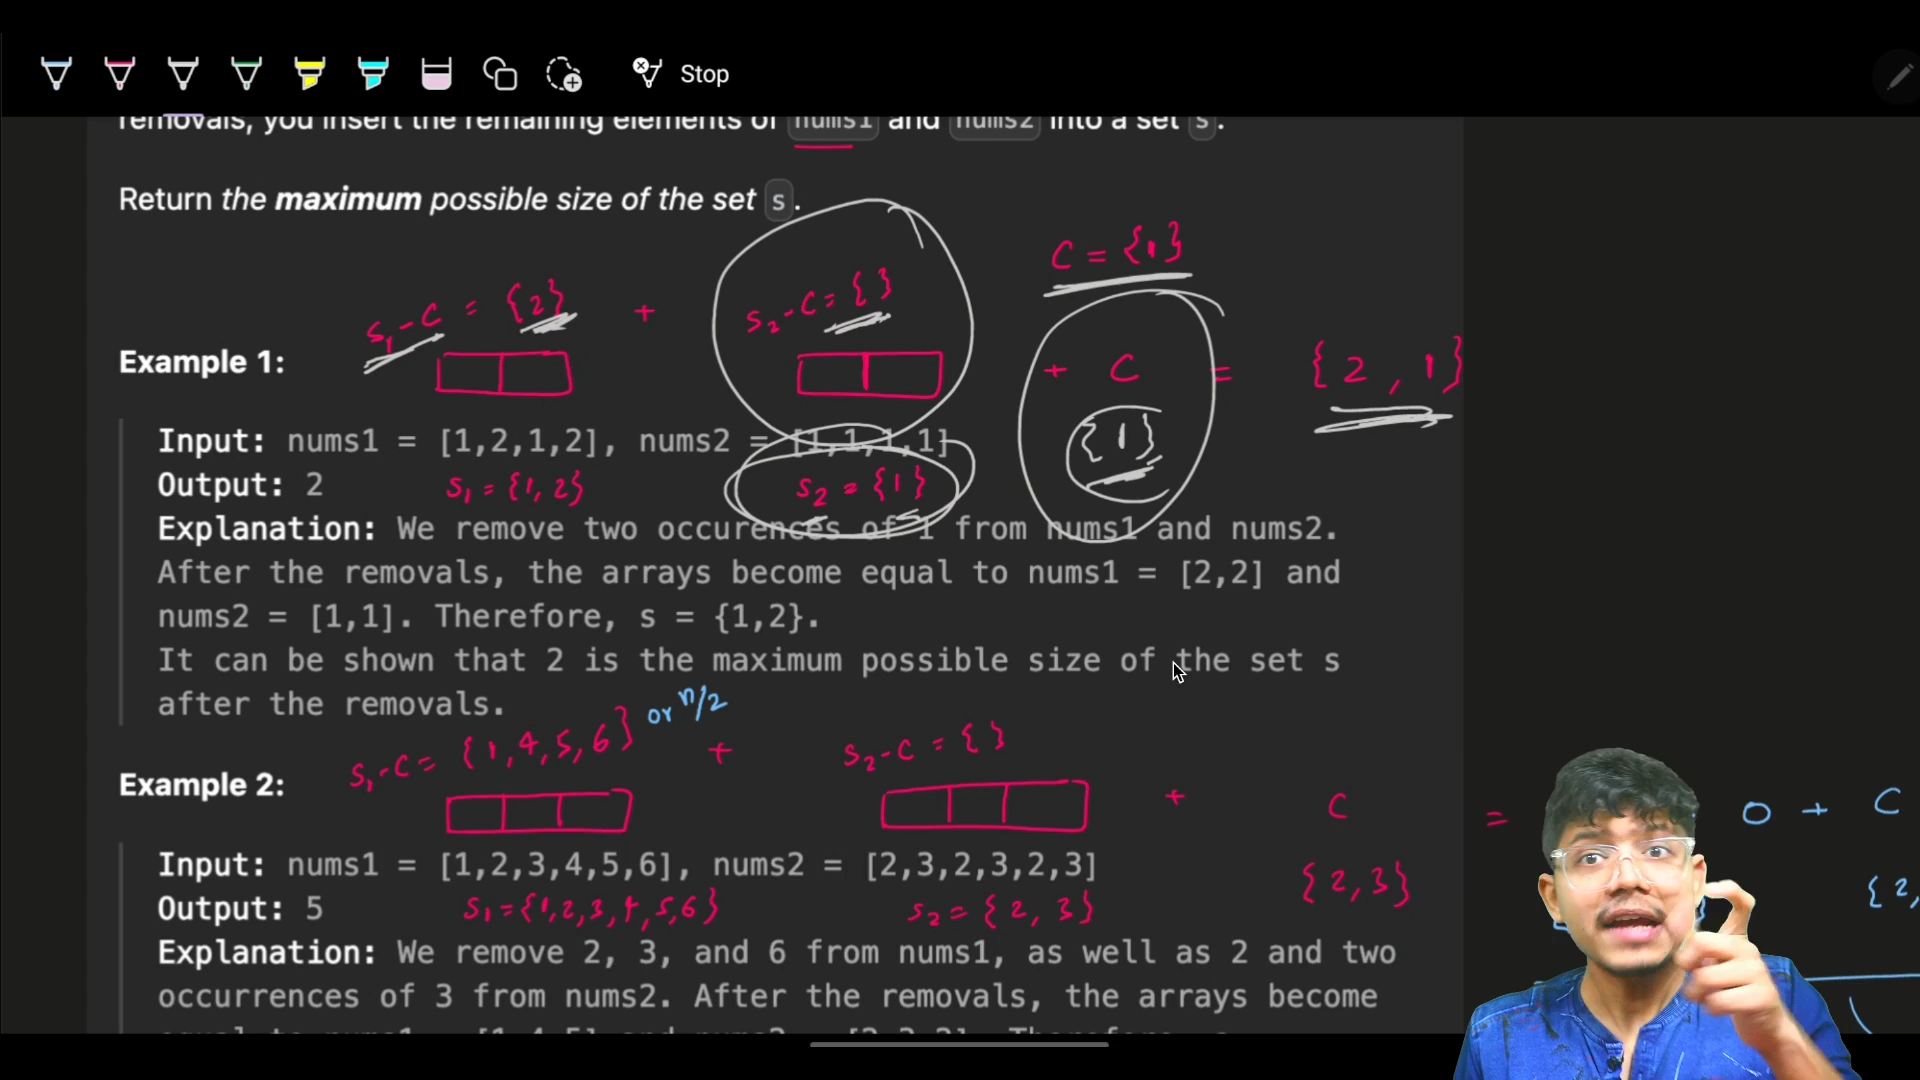 Stop
removals, you insert the remaining elements of nums1 and nums2 into a set s.
Return the maximum possible size of the set s.
C = {1}
S1-C = {2} + S2-C = { }
Example 1:
+ C = {2, 1}
{1}
Input: nums1 = [1,2,1,2], nums2 = [1,1,1,1]
Output: 2
S1 = {1, 2} S2 = {1}
Explanation: We remove two occurences of 1 from nums1 and nums2.
After the removals, the arrays become equal to nums1 = [2,2] and
nums2 = [1,1]. Therefore, s = {1,2}.
It can be shown that 2 is the maximum possible size of the set s
after the removals.
or n/2
S1-C = {1,4,5,6} + S2-C = { }
Example 2:
+ C = 0 + C
{2,3} {2,
Input: nums1 = [1,2,3,4,5,6], nums2 = [2,3,2,3,2,3]
Output: 5
S1={1,2,3,4,5,6} S2 = {2, 3}
Explanation: We remove 2, 3, and 6 from nums1, as well as 2 and two
occurrences of 3 from nums2. After the removals, the arrays become